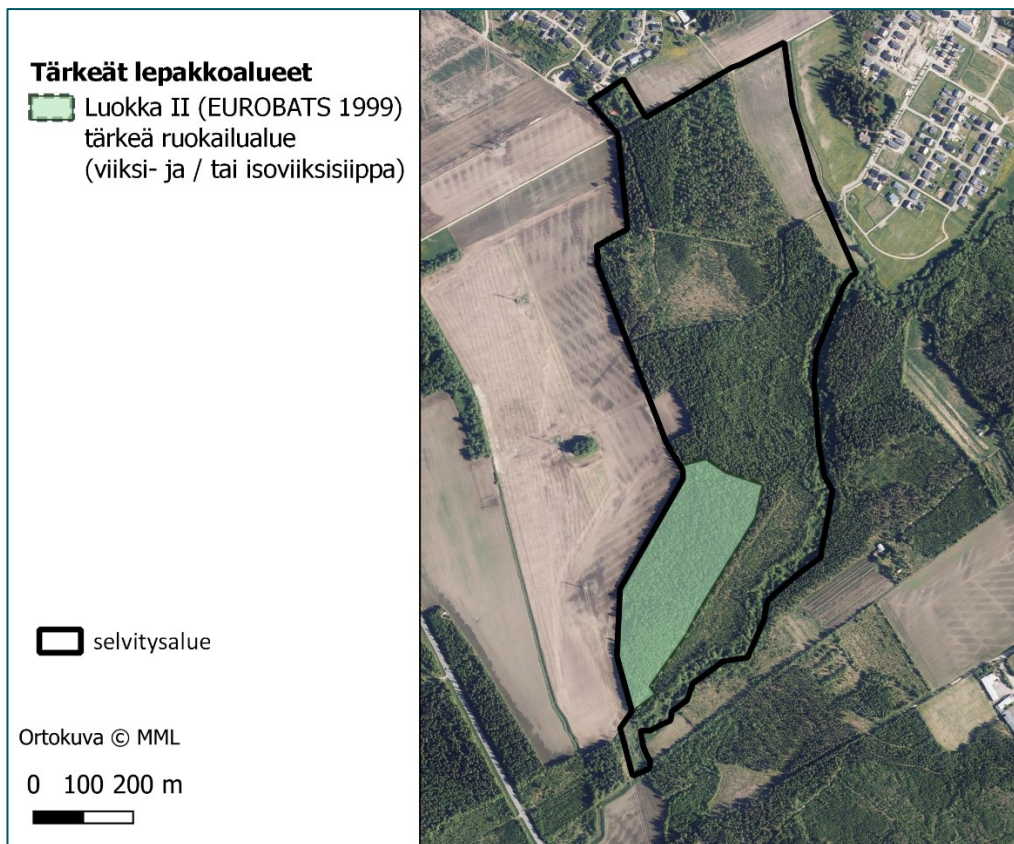 Tärkeät lepakkoalueet
Luokka II (EUROBATS 1999)
tärkeä ruokailualue
(viiksi- ja / tai isoviiksisiippa)
selvitysalue
Ortokuva © MML
0 100 200 m